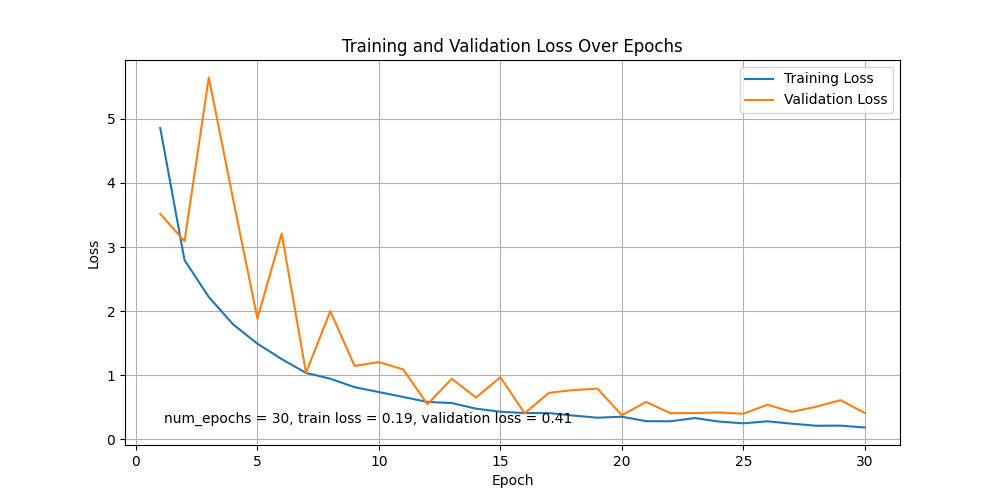 Training and Validation Loss Over Epochs
Training Loss
Validation Loss
Loss
5
4
3
2
1
0
num_epochs = 30, train loss = 0.19, validation loss = 0.41
0 5 10 15 20 25 30
Epoch